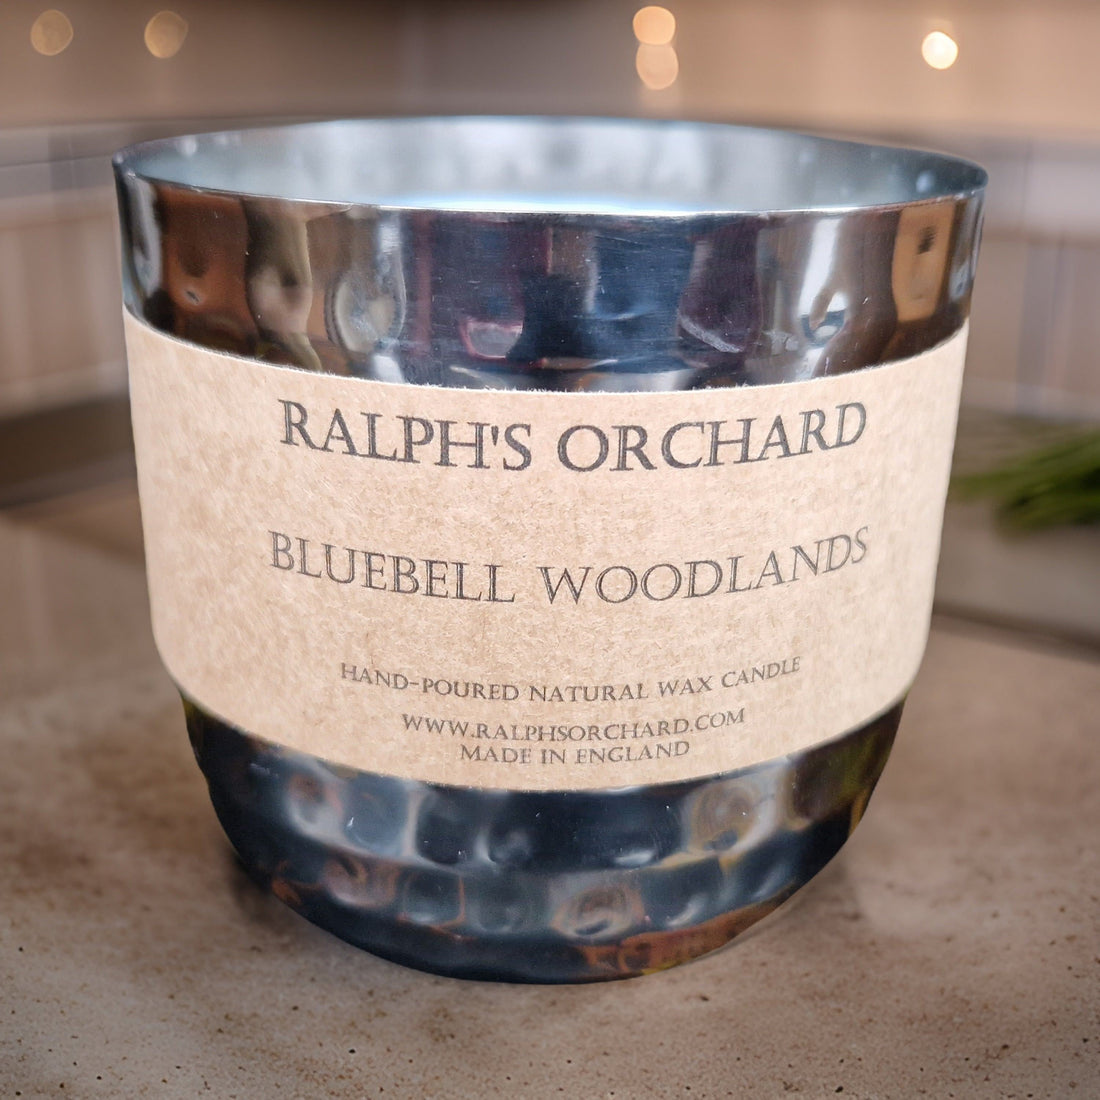 RALPH'S ORCHARD
BLUEBELL WOODLANDS
HAND-POURED NATURAL WAX CANDLE
WWW.RALPHSORCHARD.COM
MADE IN ENGLAND